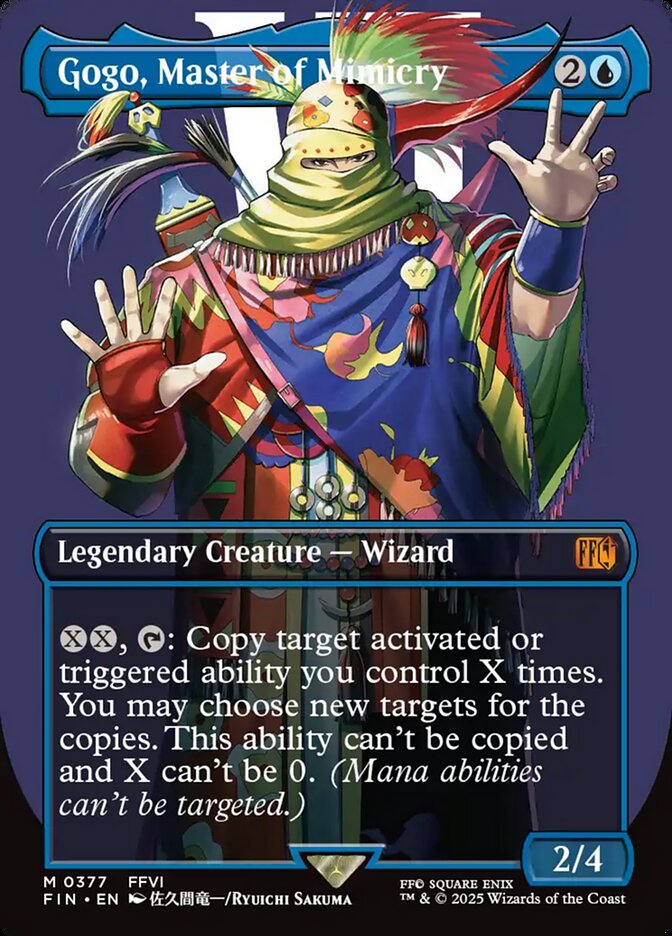 Gogo, Master of Mimicry 2
VI
Legendary Creature — Wizard
FFC
XX, : Copy target activated or
triggered ability you control X times.
You may choose new targets for the
copies. This ability can't be copied
and X can't be 0. (Mana abilities
can't be targeted.)
2/4
M 0377 FFVI
FIN • EN 佐久間竜一/Ryuichi Sakuma
FF© SQUARE ENIX
™ & © 2025 Wizards of the Coast